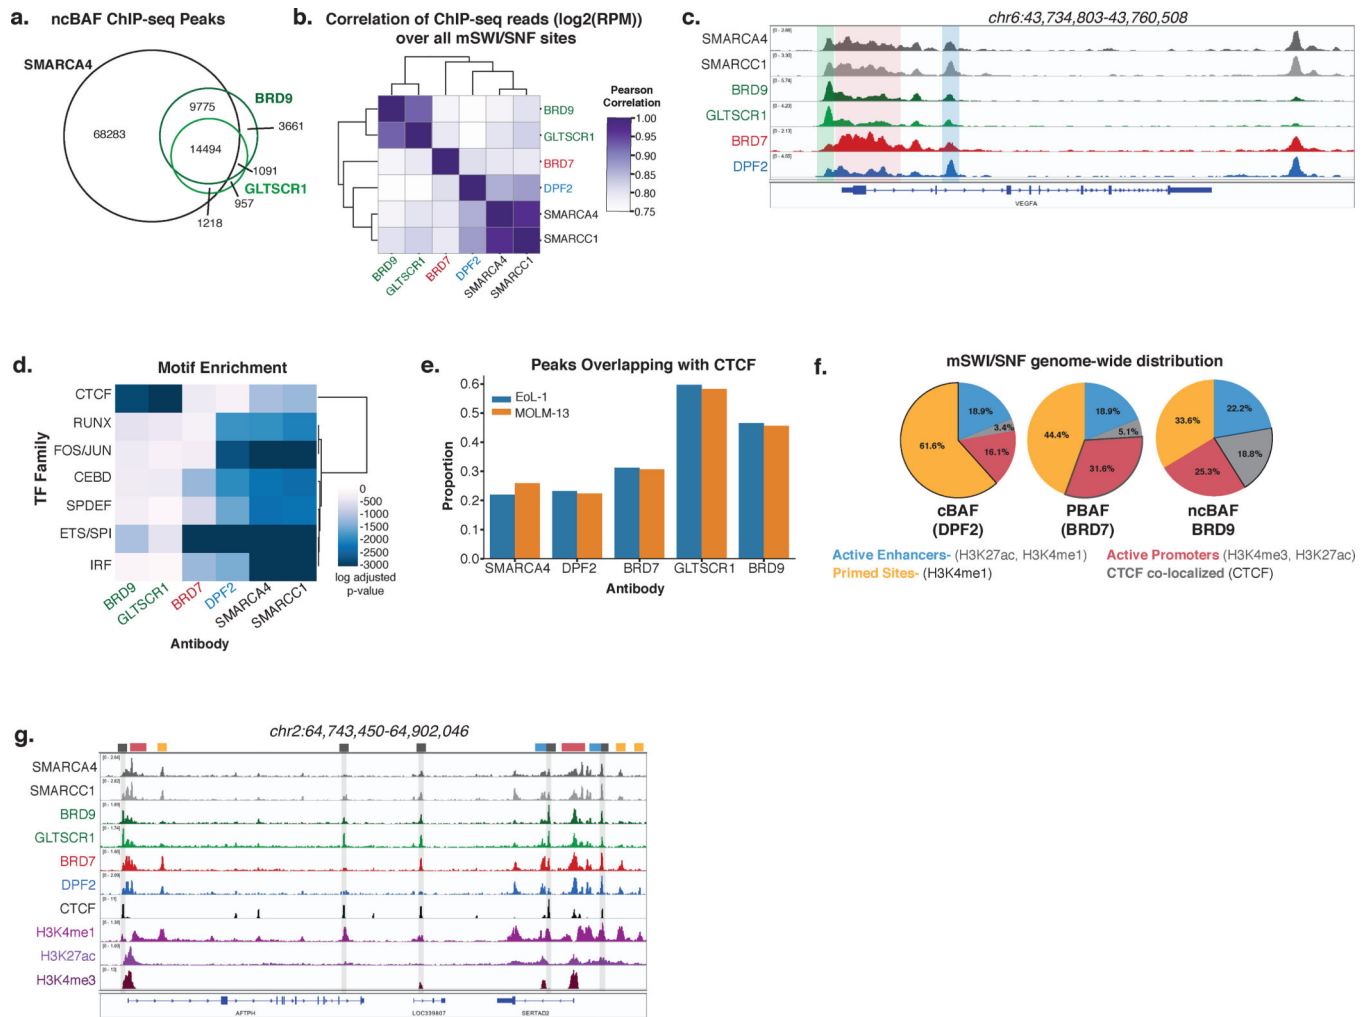 a.
ncBAF ChIP-seq Peaks
SMARCA4
BRD9
9775
3661
68283
14494
1091
GLTSCR1
957
1218
b.
Correlation of ChIP-seq reads (log2(RPM))
over all mSWI/SNF sites
Pearson
Correlation
1.00
0.95
0.90
0.85
0.80
0.75
BRD9
GLTSCR1
BRD7
DPF2
SMARCA4
SMARCC1
BRD9
GLTSCR1
BRD7
DPF2
SMARCA4
SMARCC1
c.
chr6:43,734,803-43,760,508
SMARCA4
SMARCC1
BRD9
GLTSCR1
BRD7
DPF2
VEGFA
d.
Motif Enrichment
TF Family
CTCF
RUNX
FOS/JUN
CEBD
SPDEF
ETS/SPI
IRF
0
-500
-1000
-1500
-2000
-2500
-3000
log adjusted
p-value
BRD9
GLTSCR1
BRD7
DPF2
SMARCA4
SMARCC1
Antibody
e.
Peaks Overlapping with CTCF
Proportion
0.6
0.5
0.4
0.3
0.2
0.1
0.0
EoL-1
MOLM-13
SMARCA4
DPF2
BRD7
GLTSCR1
BRD9
Antibody
f.
mSWI/SNF genome-wide distribution
18.9%
3.4%
16.1%
61.6%
cBAF
(DPF2)
18.9%
5.1%
31.6%
44.4%
PBAF
(BRD7)
22.2%
18.8%
25.3%
33.6%
ncBAF
BRD9
Active Enhancers- (H3K27ac, H3K4me1)
Active Promoters (H3K4me3, H3K27ac)
Primed Sites- (H3K4me1)
CTCF co-localized (CTCF)
g.
chr2:64,743,450-64,902,046
SMARCA4
SMARCC1
BRD9
GLTSCR1
BRD7
DPF2
CTCF
H3K4me1
H3K27ac
H3K4me3
AFTPH
LOC339807
SERTAD2